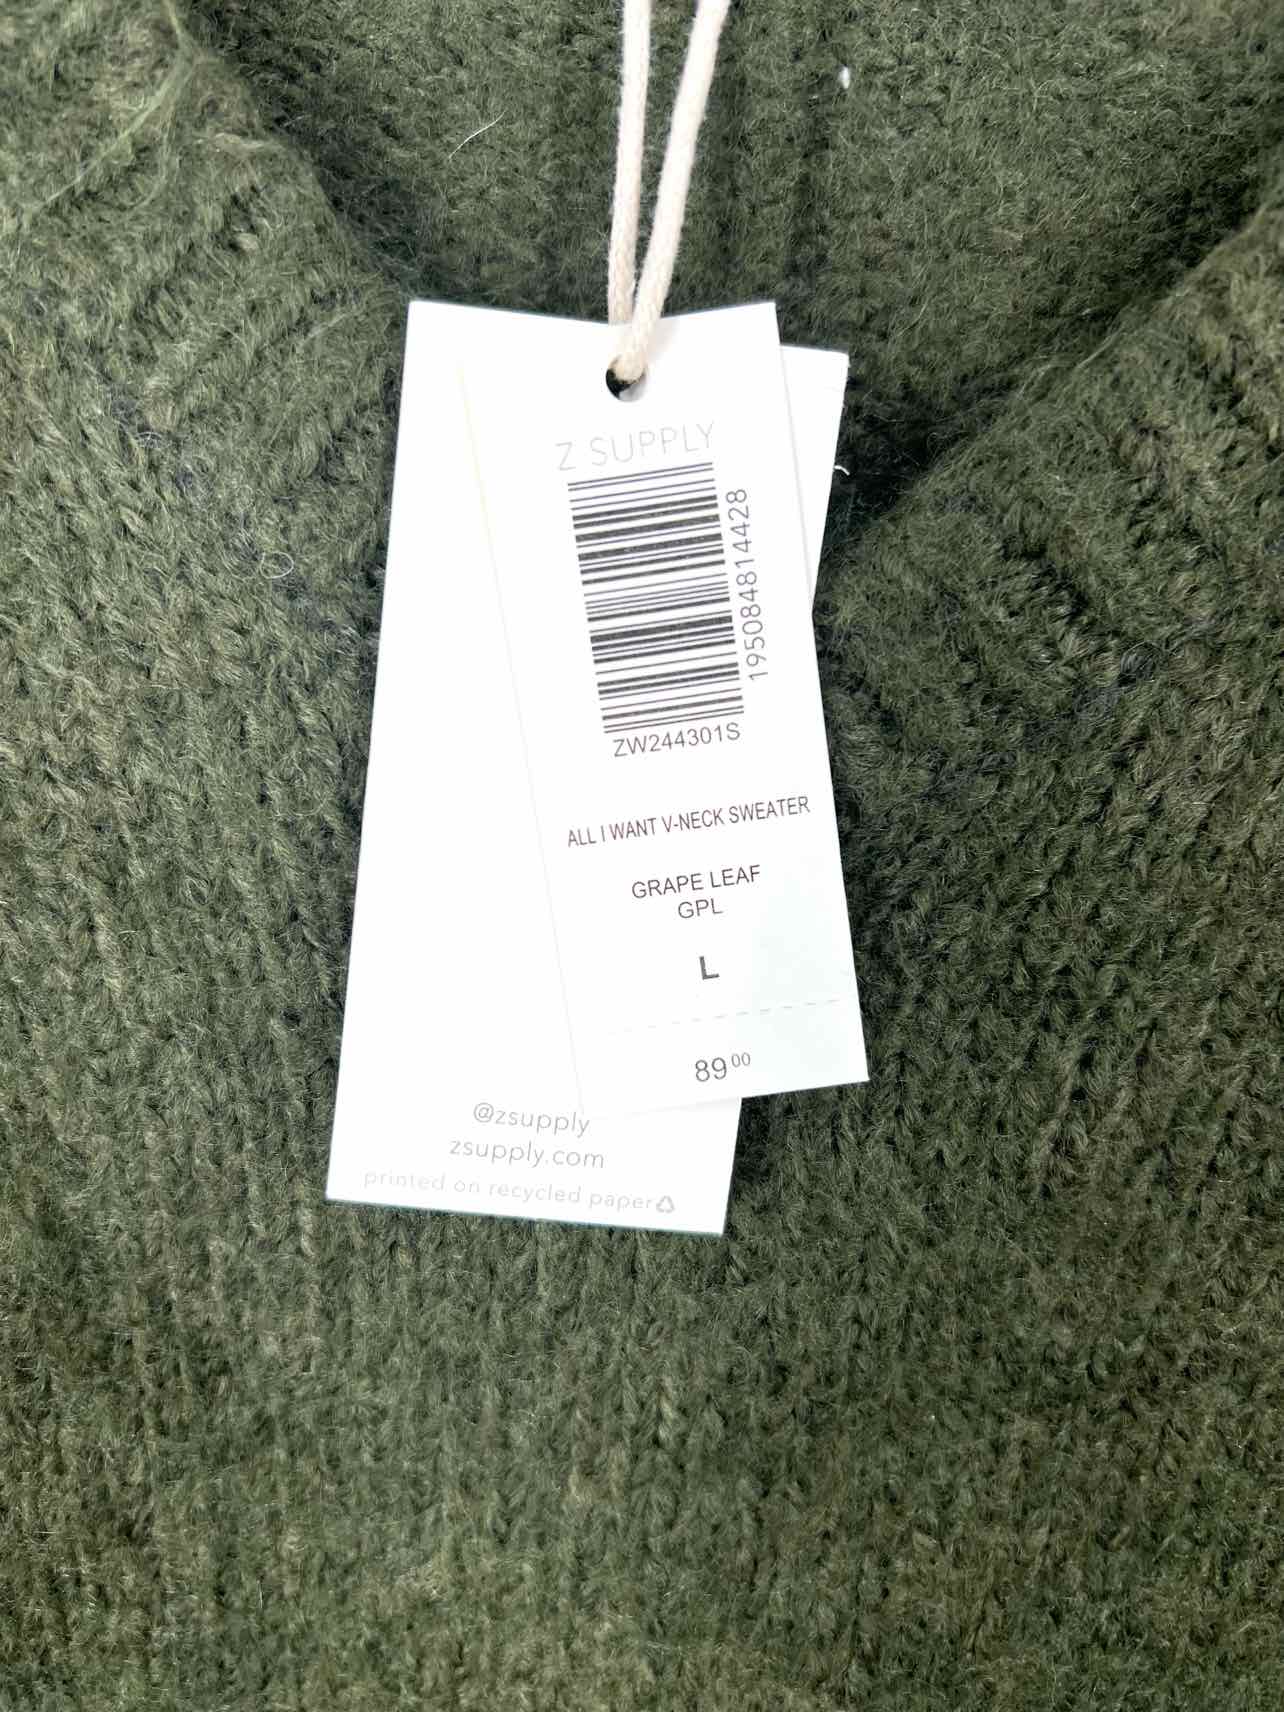 Z SUPPLY
195084814428
ZW244301S
ALL I WANT V-NECK SWEATER
GRAPE LEAF
GPL
L
89 00
@zsupply
zsupply.com
printed on recycled paper